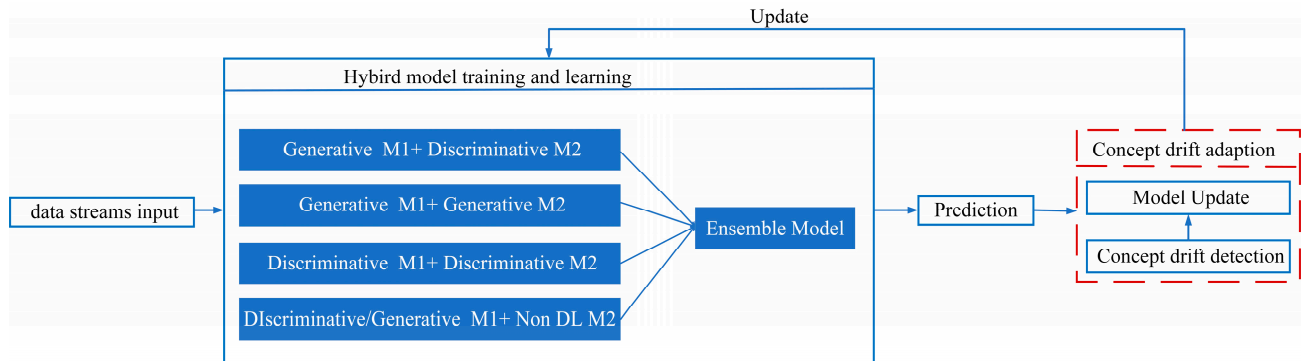 Update
Hybird model training and learning
Generative M1+ Discriminative M2
Generative M1+ Generative M2
Discriminative M1+ Discriminative M2
DIscriminative/Generative M1+ Non DL M2
data streams input
Ensemble Model
Prdiction
Concept drift adaption
Model Update
Concept drift detection